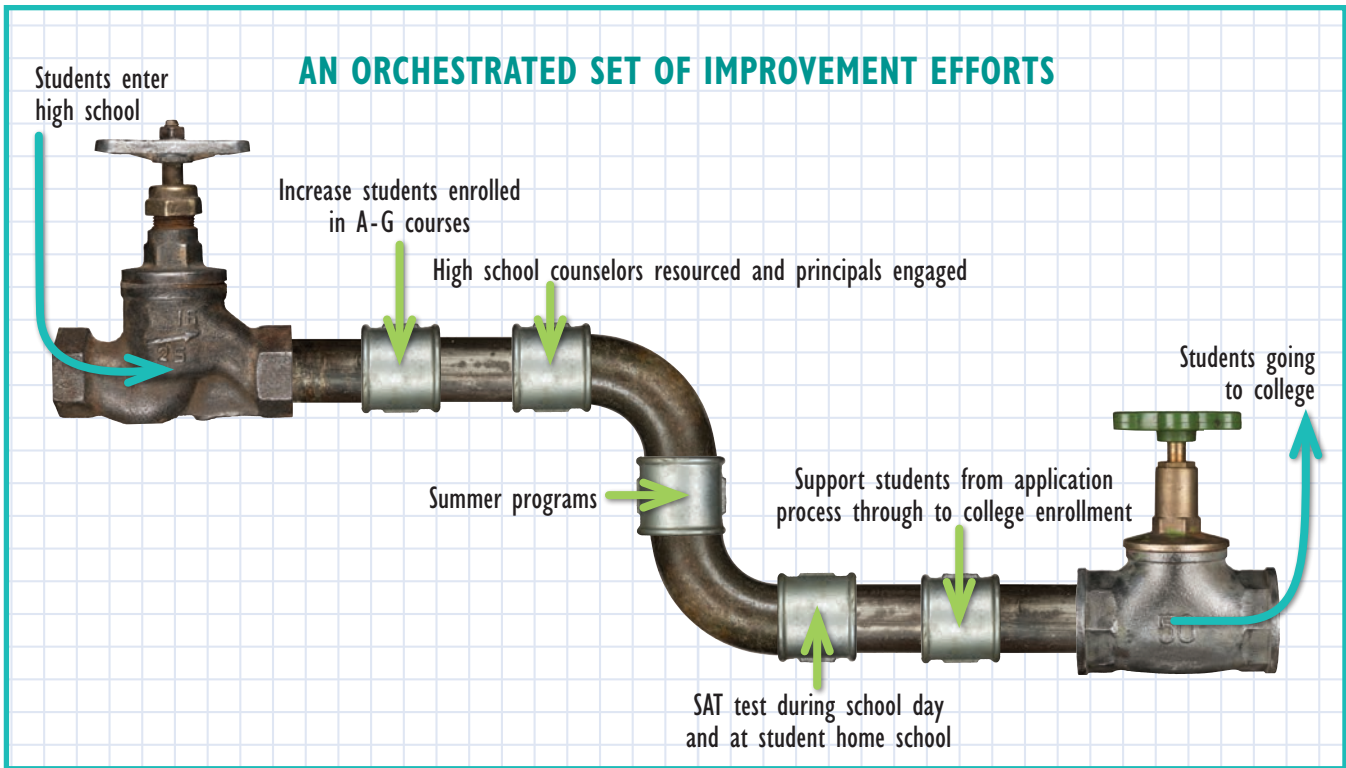 AN ORCHESTRATED SET OF IMPROVEMENT EFFORTS
Students enter
high school
Increase students enrolled
in A-G courses
High school counselors resourced and principals engaged
Summer programs
Students going
to college
Support students from application
process through to college enrollment
SAT test during school day
and at student home school
50